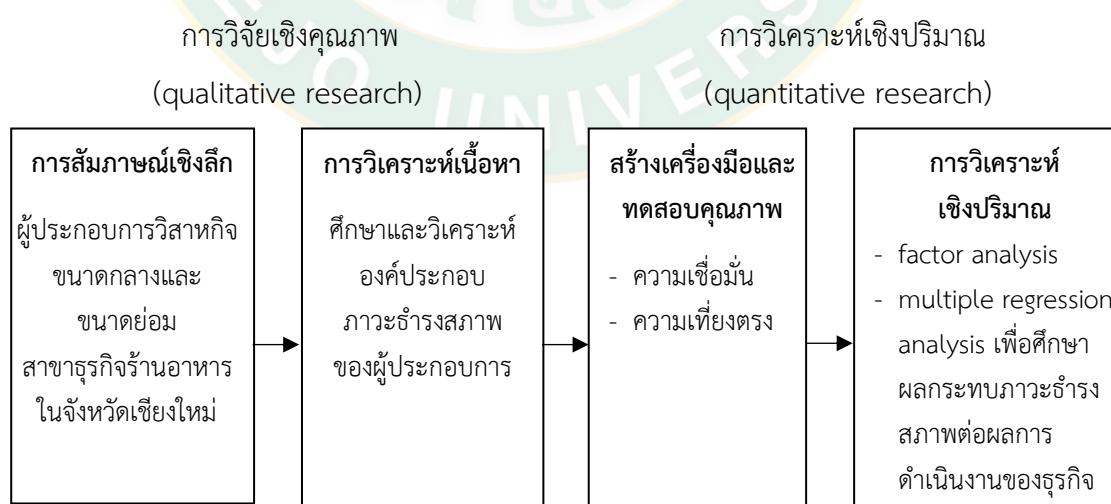 การวิจัยเชิงคุณภาพ
(qualitative research)
การวิเคราะห์เชิงปริมาณ
(quantitative research)
การสัมภาษณ์เชิงลึก
ผู้ประกอบการวิสาหกิจ
ขนาดกลางและ
ขนาดย่อม
สาขาธุรกิจร้านอาหาร
ในจังหวัดเชียงใหม่
การวิเคราะห์เนื้อหา
ศึกษาและวิเคราะห์
องค์ประกอบ
ภาวะธำรงสภาพ
ของผู้ประกอบการ
สร้างเครื่องมือและ
ทดสอบคุณภาพ
- ความเชื่อมั่น
- ความเที่ยงตรง
การวิเคราะห์
เชิงปริมาณ
- factor analysis
- multiple regression
analysis เพื่อศึกษา
ผลกระทบภาวะธำรง
สภาพต่อผลการ
ดำเนินงานของธุรกิจ